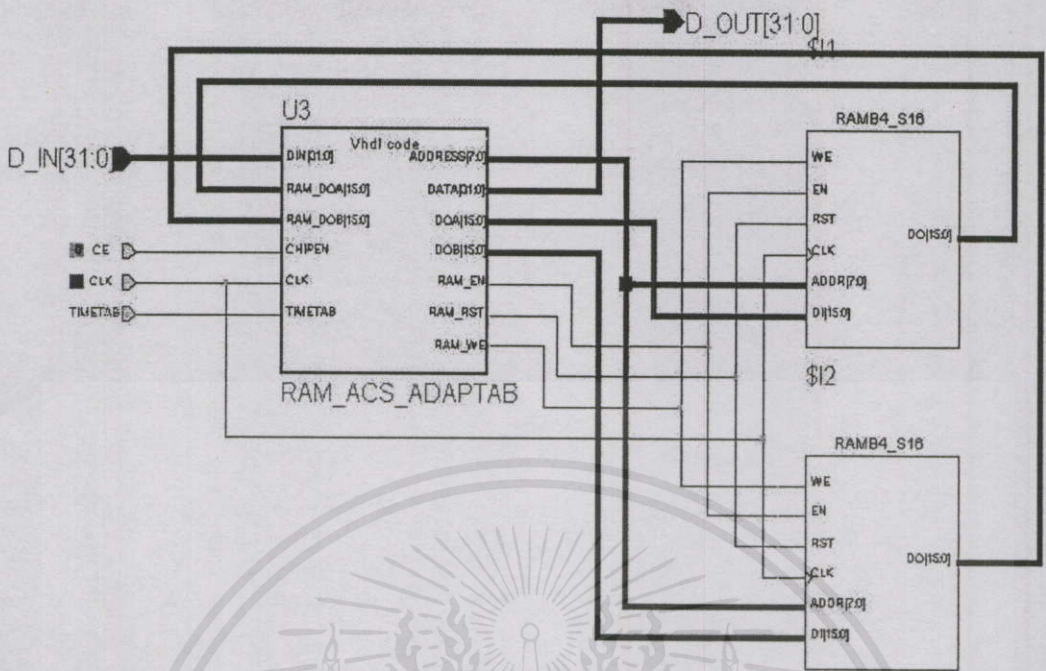 D_OUT[31:0]
$I1
U3
RAMB4_S16
Vhdl code
D_IN[31:0]
DIN[31:0]
ADDRESS[7:0]
WE
RAM_DOA[15:0]
DATA[31:0]
EN
RAM_DOB[15:0]
DOA[15:0]
RST
DO[15:0]
CE
CHIPEN
DOB[15:0]
CLK
CLK
CLK
RAM_EN
ADDR[7:0]
TIMETAB
TIMETAB
RAM_RST
DI[15:0]
RAM_WE
RAM_ACS_ADAPTAB
$I2
RAMB4_S16
WE
EN
RST
DO[15:0]
CLK
ADDR[7:0]
DI[15:0]